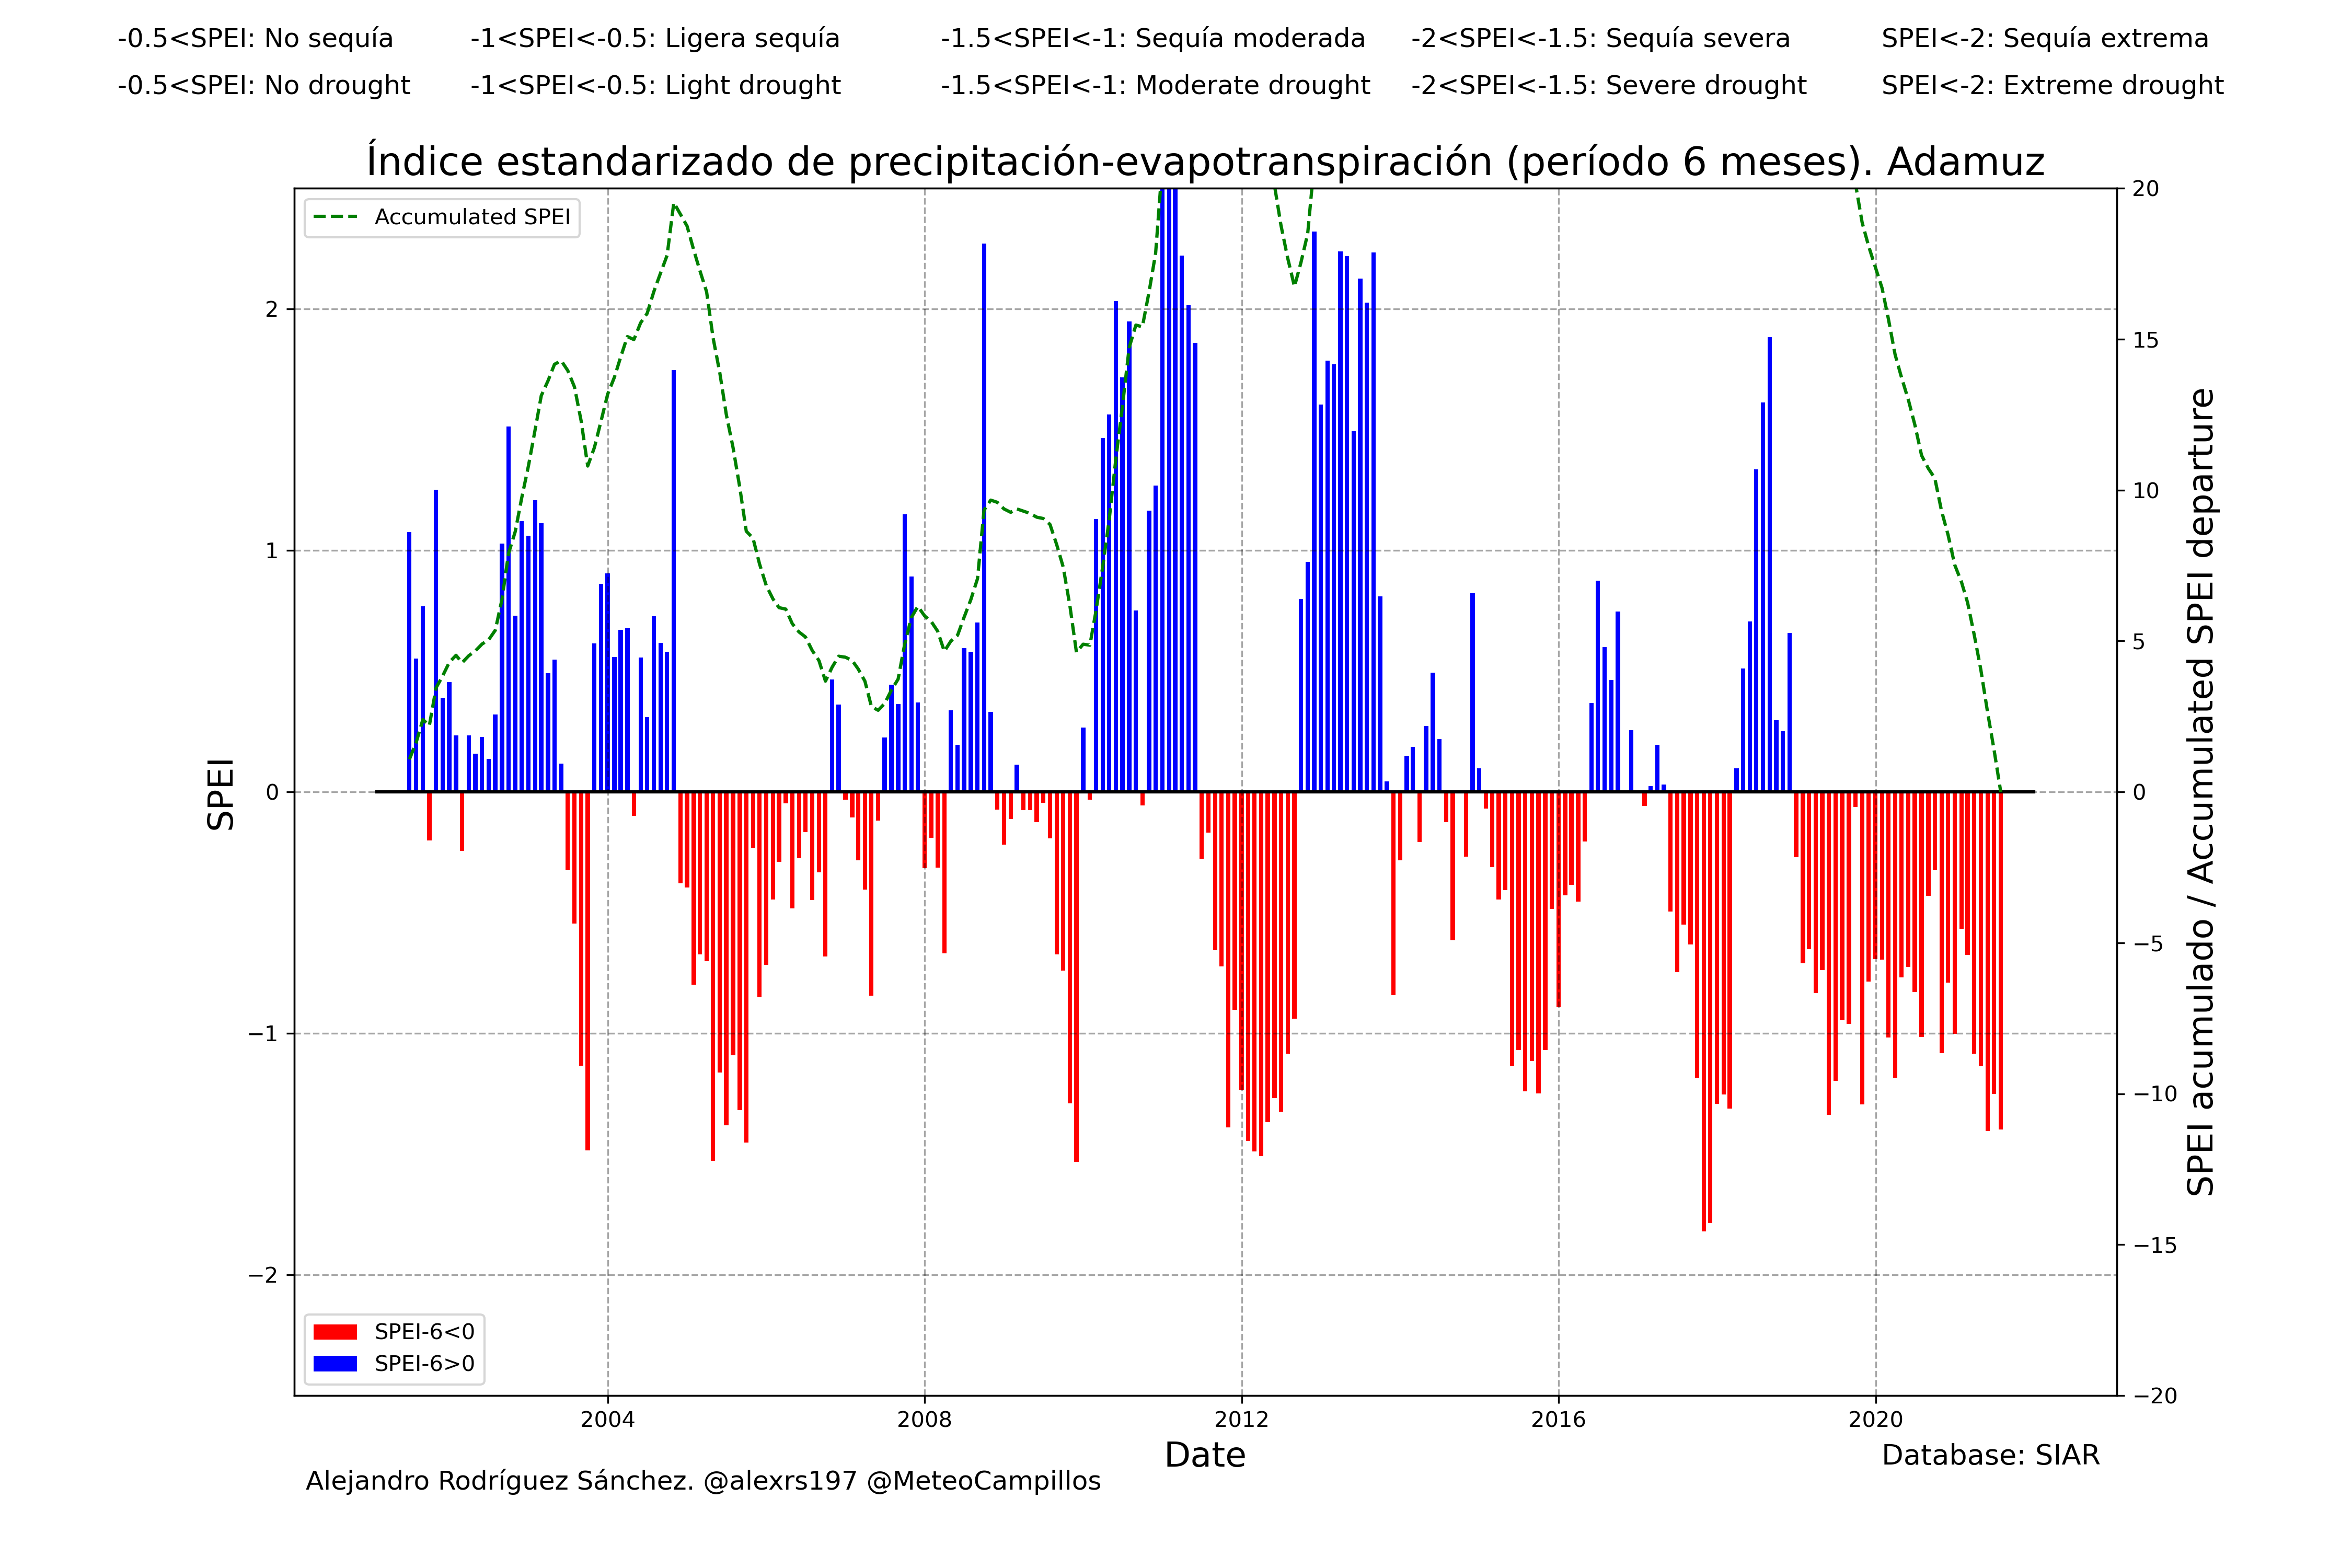 -0.5<SPEI: No sequía -1<SPEI<-0.5: Ligera sequía -1.5<SPEI<-1: Sequía moderada -2<SPEI<-1.5: Sequía severa SPEI<-2: Sequía extrema
-0.5<SPEI: No drought -1<SPEI<-0.5: Light drought -1.5<SPEI<-1: Moderate drought -2<SPEI<-1.5: Severe drought SPEI<-2: Extreme drought
Índice estandarizado de precipitación-evapotranspiración (período 6 meses). Adamuz
Accumulated SPEI
SPEI
2
1
0
−1
−2
20
15
10
5
0
−5
−10
−15
−20
SPEI acumulado / Accumulated SPEI departure
SPEI-6<0
SPEI-6>0
2004 2008 2012 2016 2020
Date
Database: SIAR
Alejandro Rodríguez Sánchez. @alexrs197 @MeteoCampillos